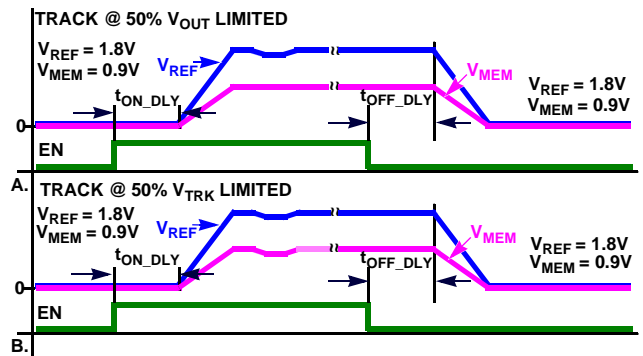 TRACK @ 50% VOUT LIMITED
VREF = 1.8V
VMEM = 0.9V
VREF
VMEM
tON_DLY
tOFF_DLY
VREF = 1.8V
VMEM = 0.9V
0
EN
A.
TRACK @ 50% VTRK LIMITED
VREF = 1.8V
VMEM = 0.9V
VREF
VMEM
tON_DLY
tOFF_DLY
VREF = 1.8V
VMEM = 0.9V
0
EN
B.